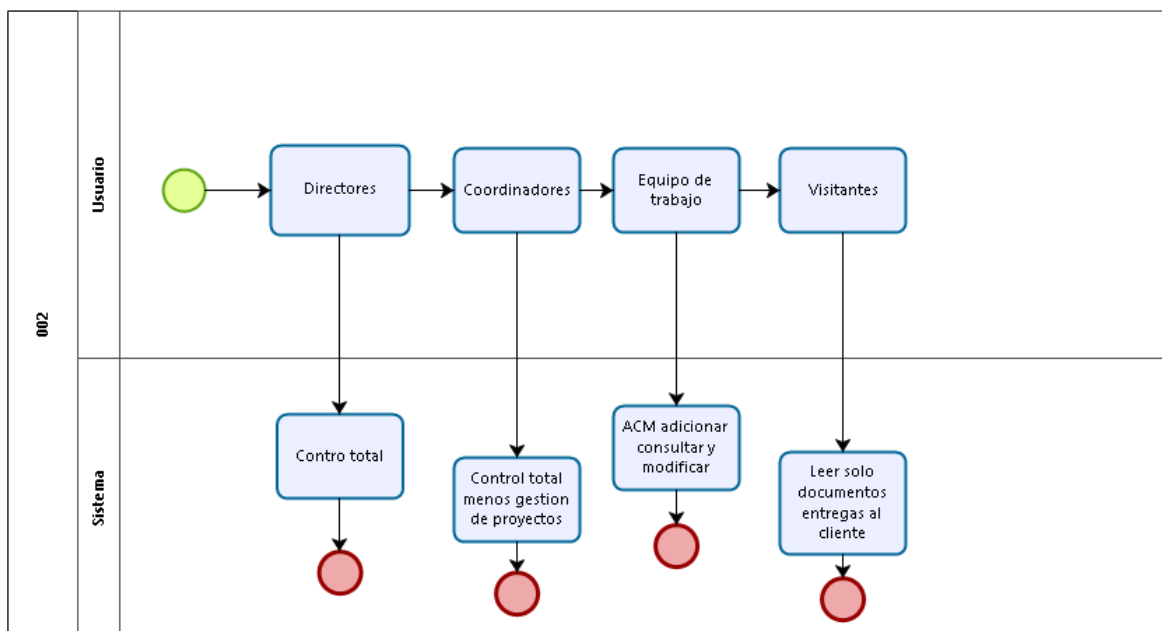 002
Usuario
Directores
Coordinadores
Equipo de
trabajo
Visitantes
Sistema
Contro total
Control total
menos gestion
de proyectos
ACM adicionar
consultar y
modificar
Leer solo
documentos
entregas al
cliente